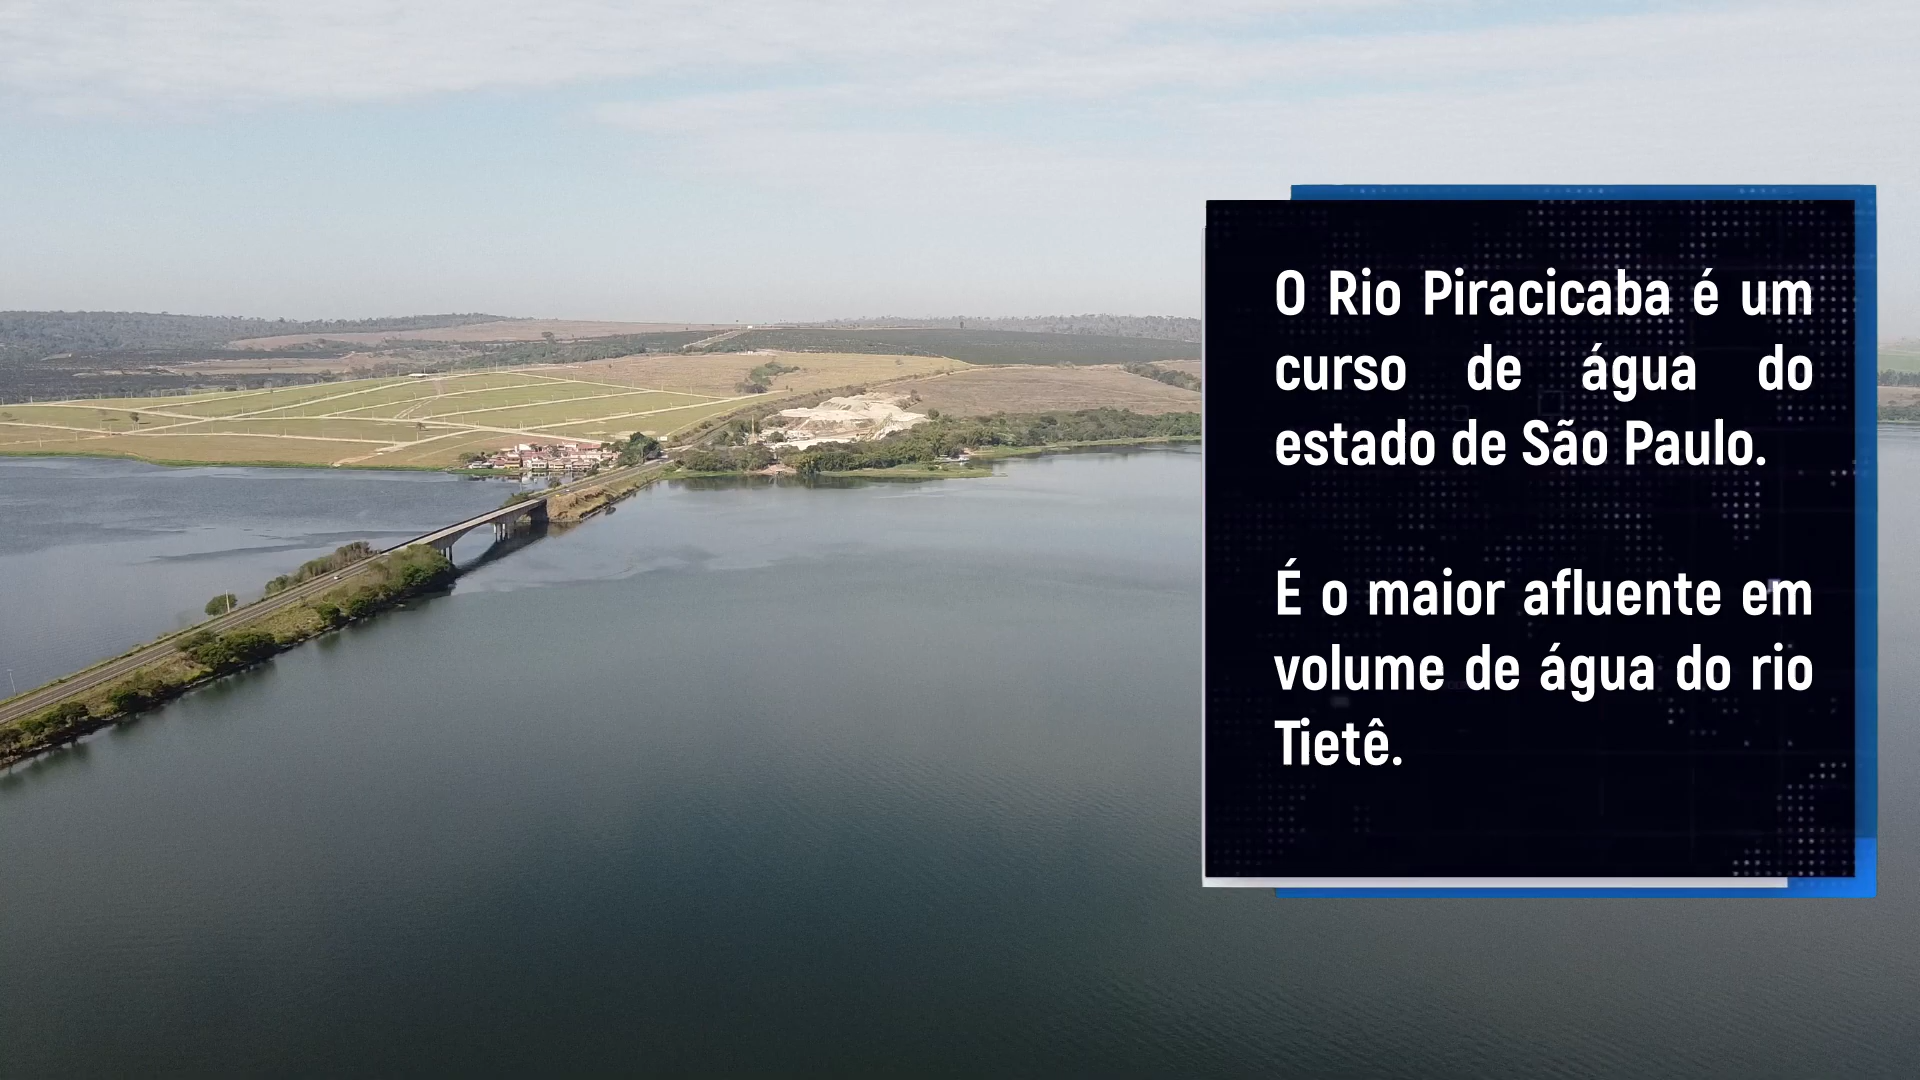 O Rio Piracicaba é um
curso de água do
estado de São Paulo.
É o maior afluente em
volume de água do rio
Tietê.